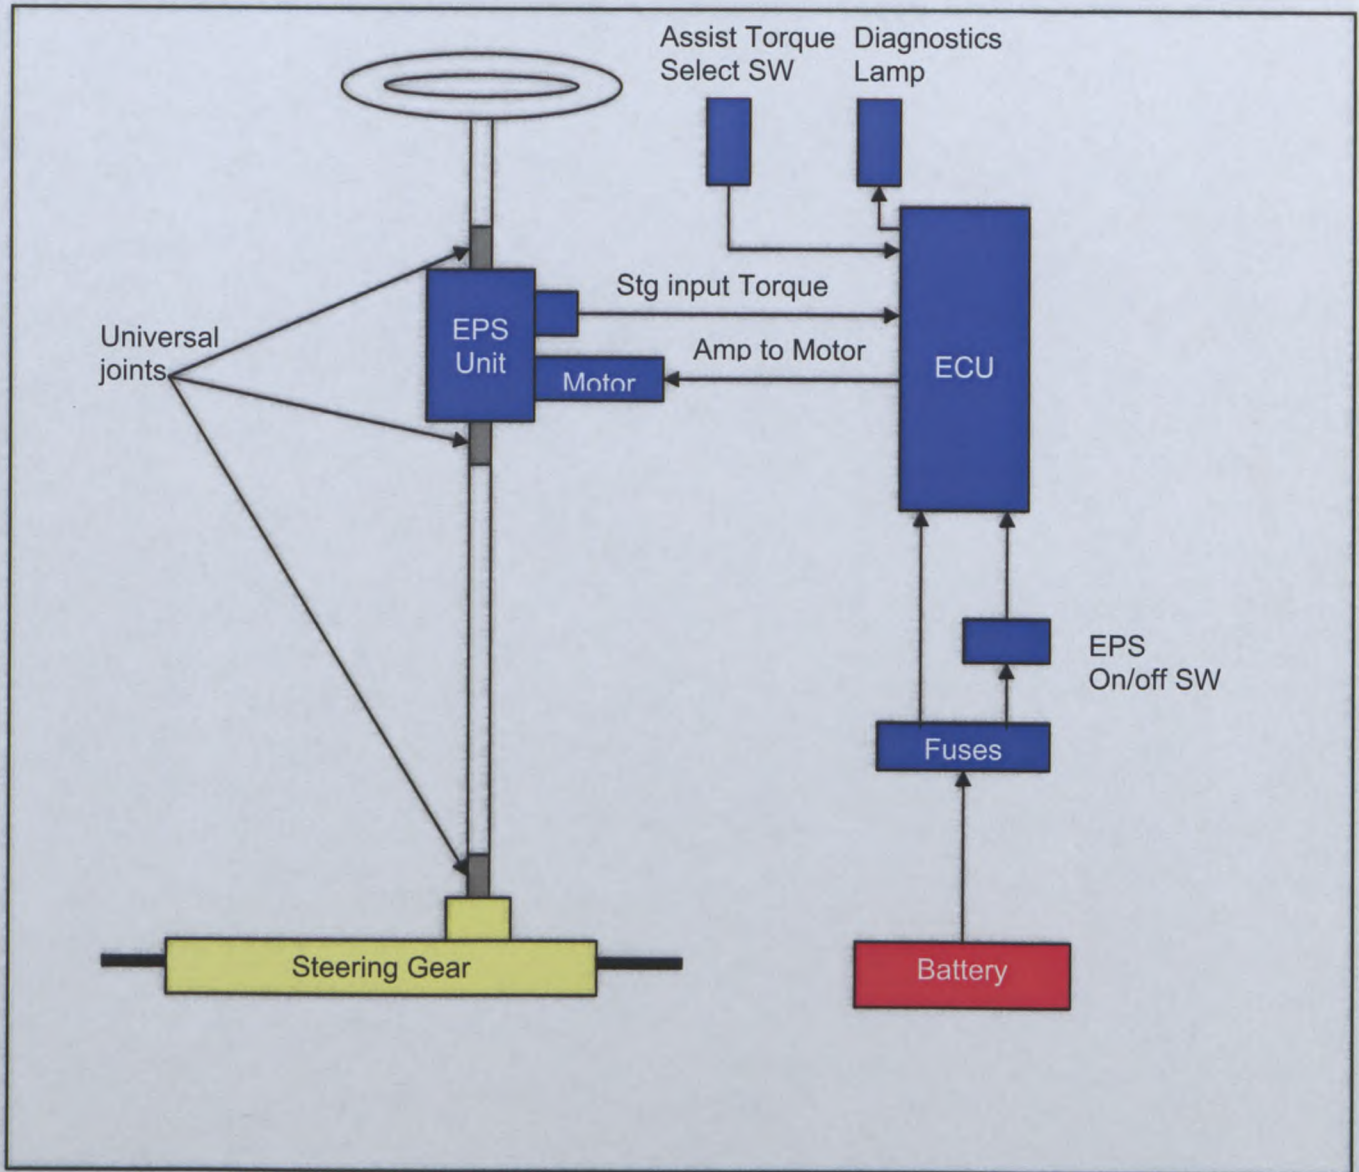 Assist Torque
Select SW
Diagnostics
Lamp
Stg input Torque
Universal
joints
EPS
Unit
Amp to Motor
Motor
ECU
EPS
On/off SW
Fuses
Steering Gear
Battery